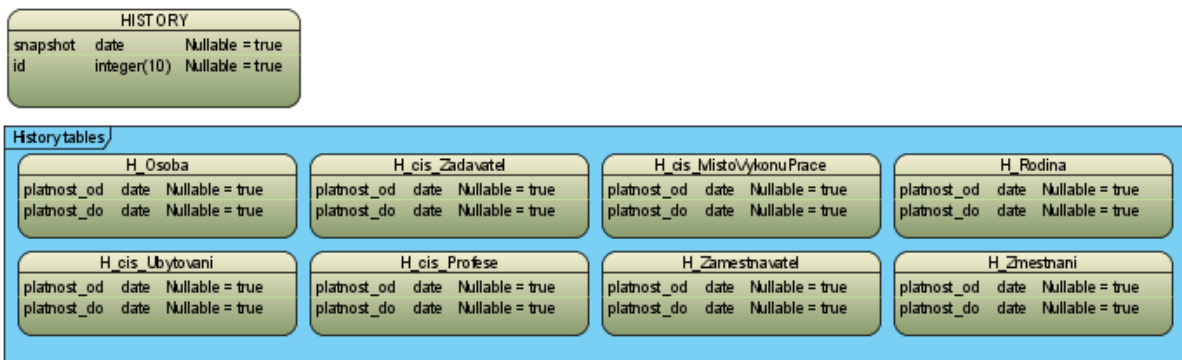 HISTORY
snapshot date Nullable = true
id integer(10) Nullable = true
History tables
H_Osoba H_cis_Zadavatel H_cis_MistoVykonuPrace H_Rodina
platnost_od date Nullable = true platnost_od date Nullable = true platnost_od date Nullable = true platnost_od date Nullable = true
platnost_do date Nullable = true platnost_do date Nullable = true platnost_do date Nullable = true platnost_do date Nullable = true
H_cis_Ubytovani H_cis_Profese H_Zamestnavatel H_Zmestnani
platnost_od date Nullable = true platnost_od date Nullable = true platnost_od date Nullable = true platnost_od date Nullable = true
platnost_do date Nullable = true platnost_do date Nullable = true platnost_do date Nullable = true platnost_do date Nullable = true